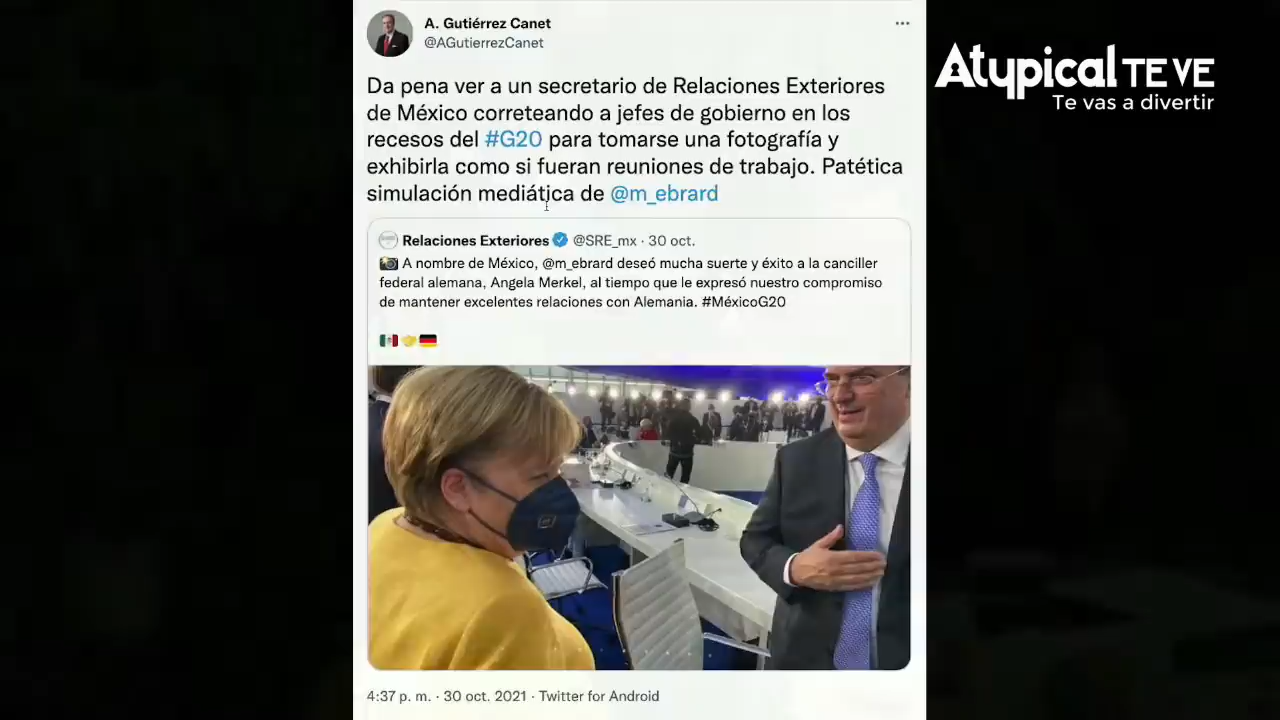 A. Gutiérrez Canet
@AGutierrezCanet
Atypical TE VE
Te vas a divertir
Da pena ver a un secretario de Relaciones Exteriores
de México correteando a jefes de gobierno en los
recesos del #G20 para tomarse una fotografía y
exhibirla como si fueran reuniones de trabajo. Patética
simulación mediática de @m_ebrard
Relaciones Exteriores @SRE_mx · 30 oct.
A nombre de México, @m_ebrard deseó mucha suerte y éxito a la canciller
federal alemana, Angela Merkel, al tiempo que le expresó nuestro compromiso
de mantener excelentes relaciones con Alemania. #MéxicoG20
4:37 p. m. · 30 oct. 2021 · Twitter for Android